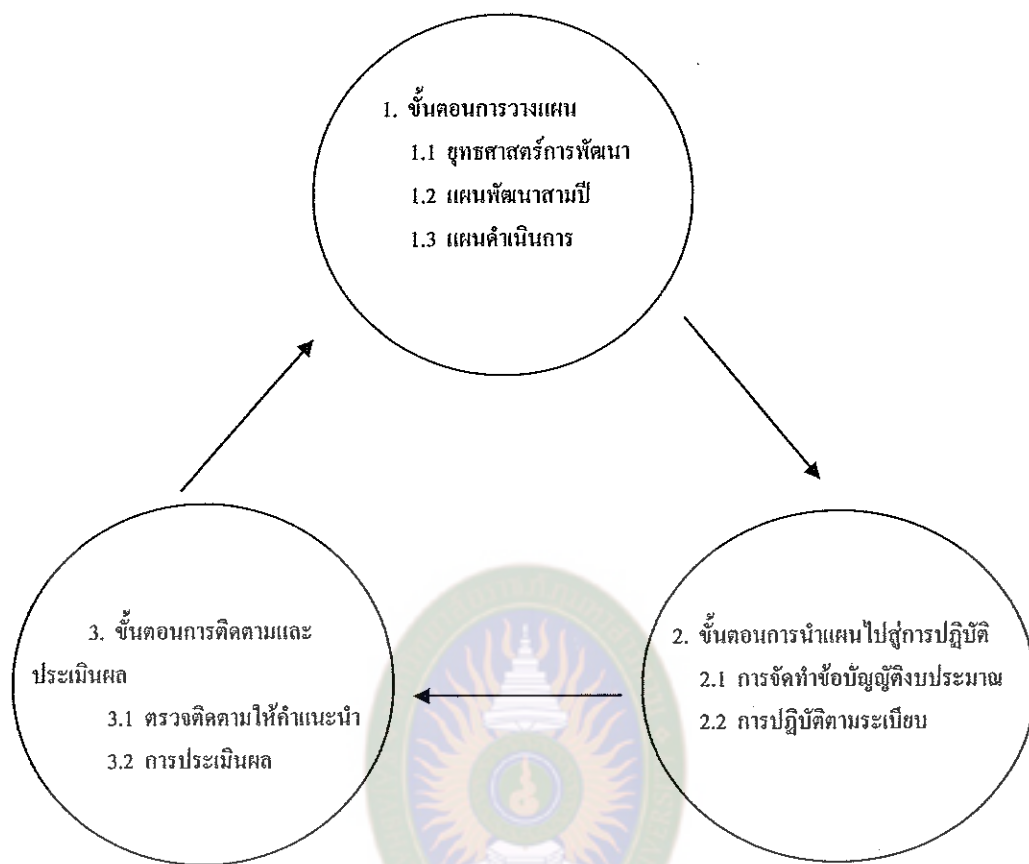 1. ขั้นตอนการวางแผน
1.1 ยุทธศาสตร์การพัฒนา
1.2 แผนพัฒนาสามปี
1.3 แผนดำเนินการ
2. ขั้นตอนการนำแผนไปสู่การปฏิบัติ
2.1 การจัดทำข้อบัญญัติงบประมาณ
2.2 การปฏิบัติตามระเบียบ
3. ขั้นตอนการติดตามและ
ประเมินผล
3.1 ตรวจติดตามให้คำแนะนำ
3.2 การประเมินผล